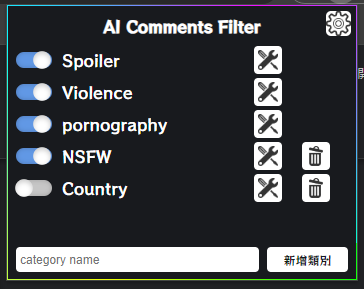 AI Comments Filter
Spoiler
Violence
pornography
NSFW
Country
category name
新增類別